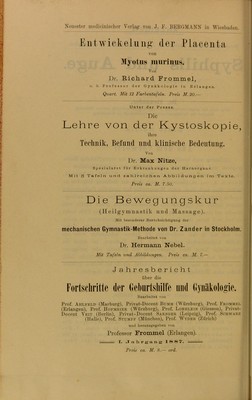 Neuester medicinischer Verlag von J. F. BERGMANN in Wiesbaden.
Entwickelung der Placenta
von
Myotus murinus.
Von
Dr. Richard Frommel,
o. ö. Professor der Gynäkologie in Erlangen.
Quart. Mit 12 Farbentafeln. Preis M. 20.—
Unter der Presse.
Die
Lehre von der Kystoskopie,
Ihre
Technik, Befund und klinische Bedeutung.
Von
Dr. Max Nitze,
Specialarzt für Erkrankungen der Harnorgane.
Mit 8 Tafeln und zahlreichen Abbildungen im Texte.
Preis ca. M. 7.50.
Die Bewegungskur
(Heilgymnastik und Massage).
Mit besonderer Berücksichtigung der
mechanischen Gymnastik-Methode von Dr. Zander in Stockholm.
Bearbeitet von
Dr. Hermann Nebel.
Mit Tafeln und Abbildungen. Preis ca. M. 7.—
Jahresbericht
über die
Fortschritte der Geburtshilfe und Gynäkologie.
Bearbeitet von
Prof. Ahlfeld (Marburg), Privat-Docent Bumm (Würzburg), Prof. Frommel
(Erlangen), Prof. Hofmeier (Würzburg), Prof. Löhlein (Giessen), Privat-
Docent Veit (Berlin), Privat-Docent Sänger (Leipzig), Prof. Schwarz
(Halle), Prof. Stumpf (München), Prof. Wyder (Zürich)
und herausgegeben von
Professor Frommel (Erlangen).
I. Jahrgang 1887.
Preis ca. M. 8.— ord.